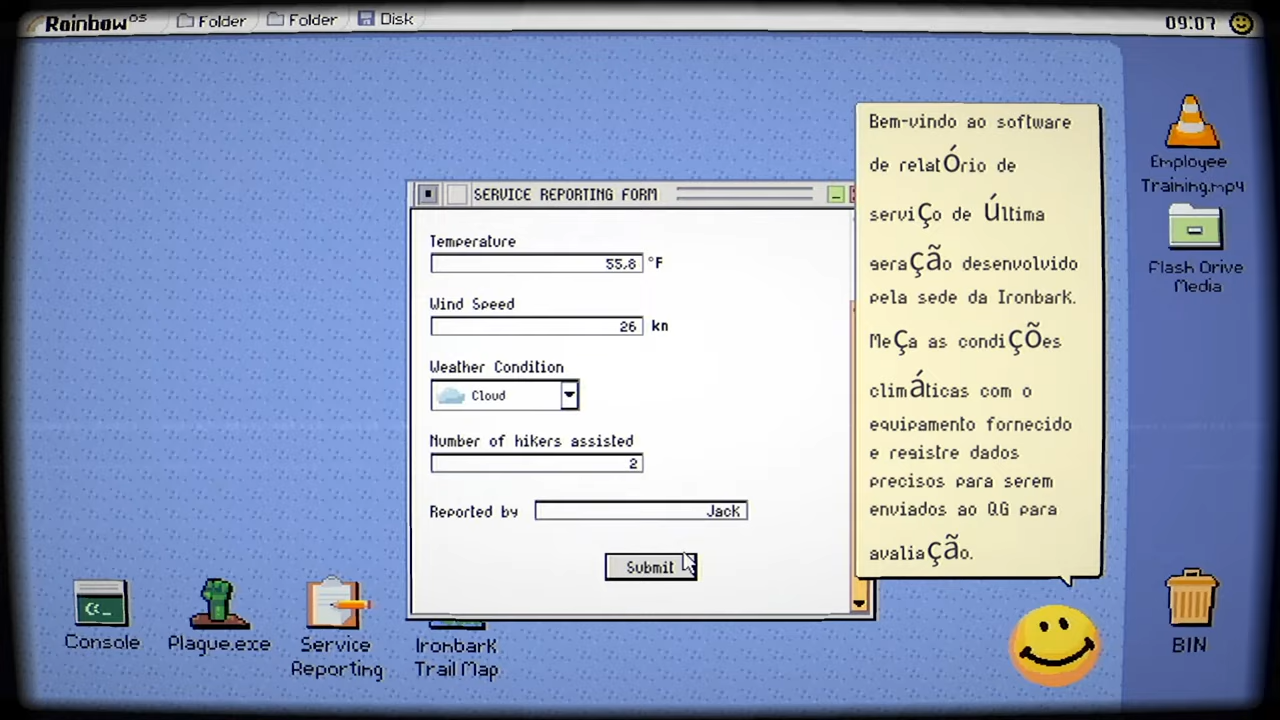 RainbowOS
Folder
Folder
Disk
09:07
Employee
Training.mp4
Flash Drive
Media
BIN
SERVICE REPORTING FORM
Temperature
55,8 °F
Wind Speed
26 kn
Weather Condition
Cloud
Number of hikers assisted
2
Reported by Jack
Submit
Bem-vindo ao software
de relatÓrio de
serviÇo de Última
geraÇão desenvolvido
pela sede da Ironbark.
MeÇa as condiÇÕes
climÁticas com o
equipamento fornecido
e registre dados
precisos para serem
enviados ao QG para
avaliaÇão.
Console
Plague.exe
Service
Reporting
Ironbark
Trail Map